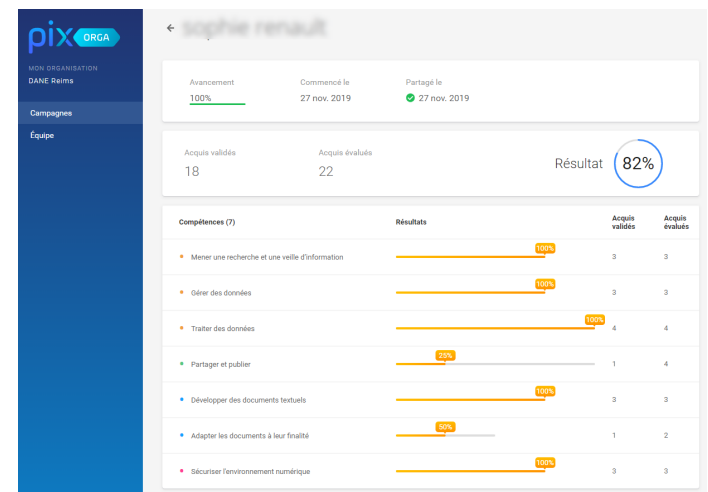 pix ORGA
MON ORGANISATION
DANE Reims
Campagnes
Équipe
← sophie renault
Avancement Commencé le Partagé le
100% 27 nov. 2019 27 nov. 2019
Acquis validés Acquis évalués
18 22
Résultat 82%
Compétences (7) Résultats Acquis validés Acquis évalués
Mener une recherche et une veille d'information 100% 3 3
Gérer des données 100% 3 3
Traiter des données 100% 4 4
Partager et publier 25% 1 4
Développer des documents textuels 100% 3 3
Adapter les documents à leur finalité 50% 1 2
Sécuriser l'environnement numérique 100% 3 3